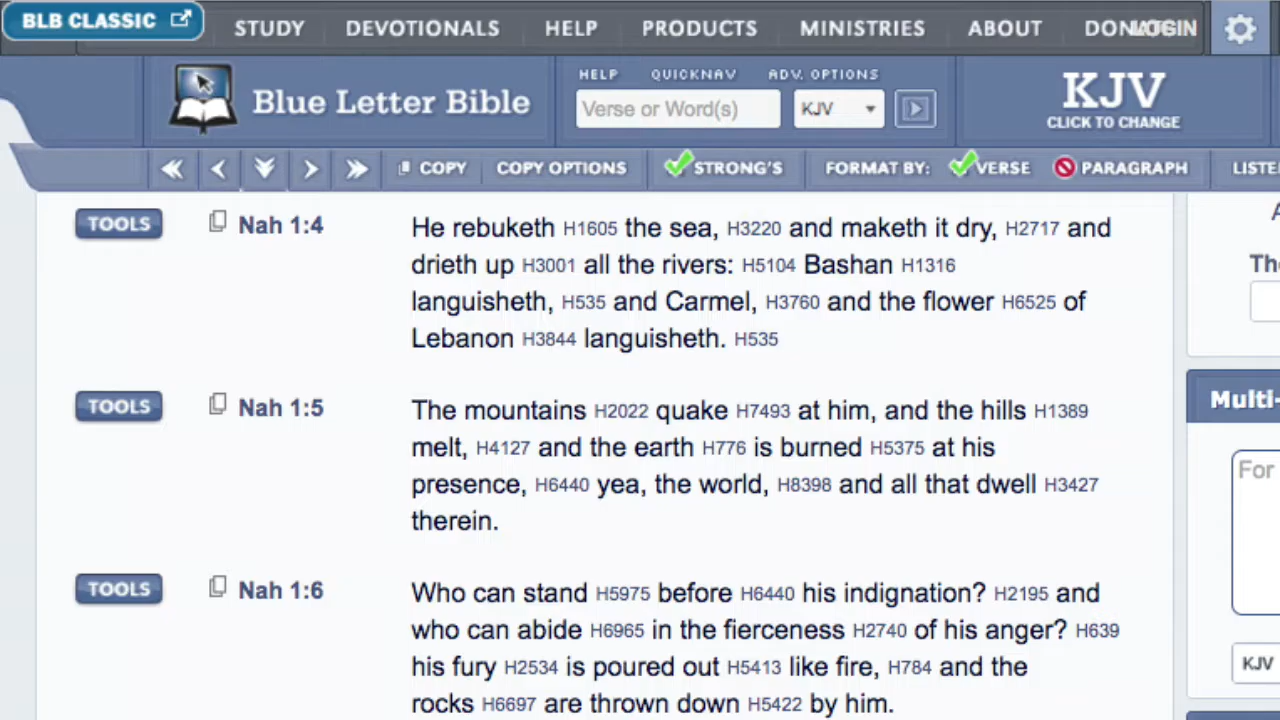 BLB CLASSIC
STUDY DEVOTIONALS HELP PRODUCTS MINISTRIES ABOUT LOGIN
Blue Letter Bible
HELP QUICKNAV ADV. OPTIONS
Verse or Word(s) KJV
KJV
CLICK TO CHANGE
COPY COPY OPTIONS STRONG'S FORMAT BY: VERSE PARAGRAPH
TOOLS Nah 1:4
He rebuketh H1605 the sea, H3220 and maketh it dry, H2717 and
drieth up H3001 all the rivers: H5104 Bashan H1316
languisheth, H535 and Carmel, H3760 and the flower H6525 of
Lebanon H3844 languisheth. H535
TOOLS Nah 1:5
The mountains H2022 quake H7493 at him, and the hills H1389
melt, H4127 and the earth H776 is burned H5375 at his
presence, H6440 yea, the world, H8398 and all that dwell H3427
therein.
TOOLS Nah 1:6
Who can stand H5975 before H6440 his indignation? H2195 and
who can abide H6965 in the fierceness H2740 of his anger? H639
his fury H2534 is poured out H5413 like fire, H784 and the
rocks H6697 are thrown down H5422 by him.
Multi-
For
KJV